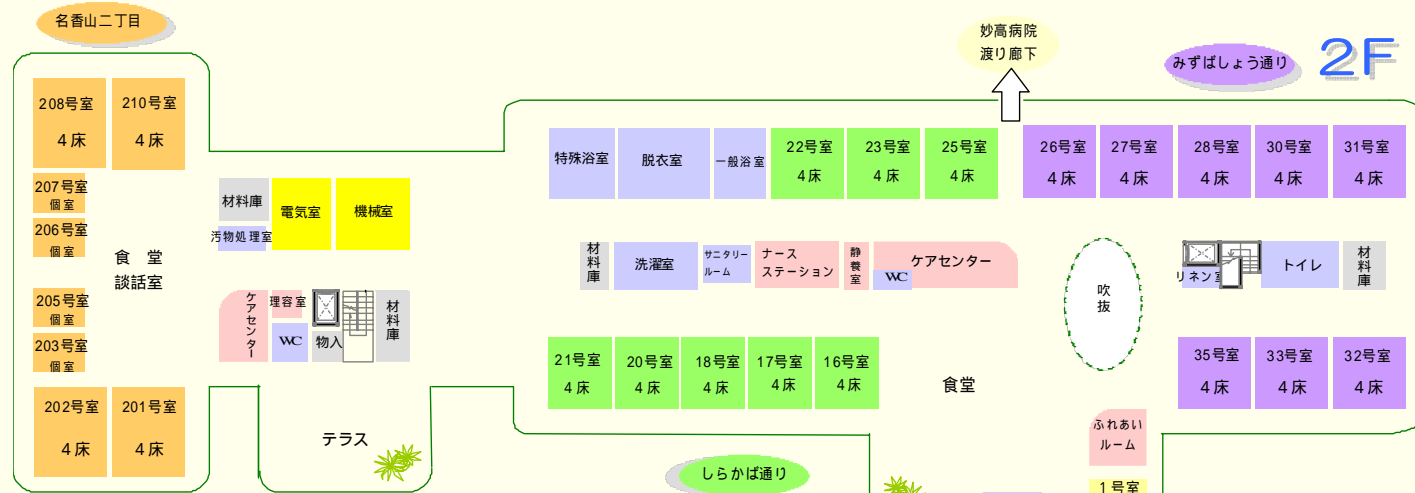 名香山二丁目
妙高病院
渡り廊下
みずばしょう通り
2F
208号室
4床
210号室
4床
207号室
個室
206号室
個室
食 堂
談話室
205号室
個室
203号室
個室
202号室
4床
201号室
4床
材料庫
汚物処理室
電気室
機械室
ケアセンター
理容室
WC
物入
材料庫
テラス
特殊浴室
脱衣室
一般浴室
22号室
4床
23号室
4床
25号室
4床
26号室
4床
27号室
4床
28号室
4床
30号室
4床
31号室
4床
材料庫
洗濯室
サニタリー
ルーム
ナース
ステーション
静養室
ケアセンター
WC
吹抜
リネン室
トイレ
材料庫
21号室
4床
20号室
4床
18号室
4床
17号室
4床
16号室
4床
食堂
35号室
4床
33号室
4床
32号室
4床
ふれあい
ルーム
しらかば通り
1号室